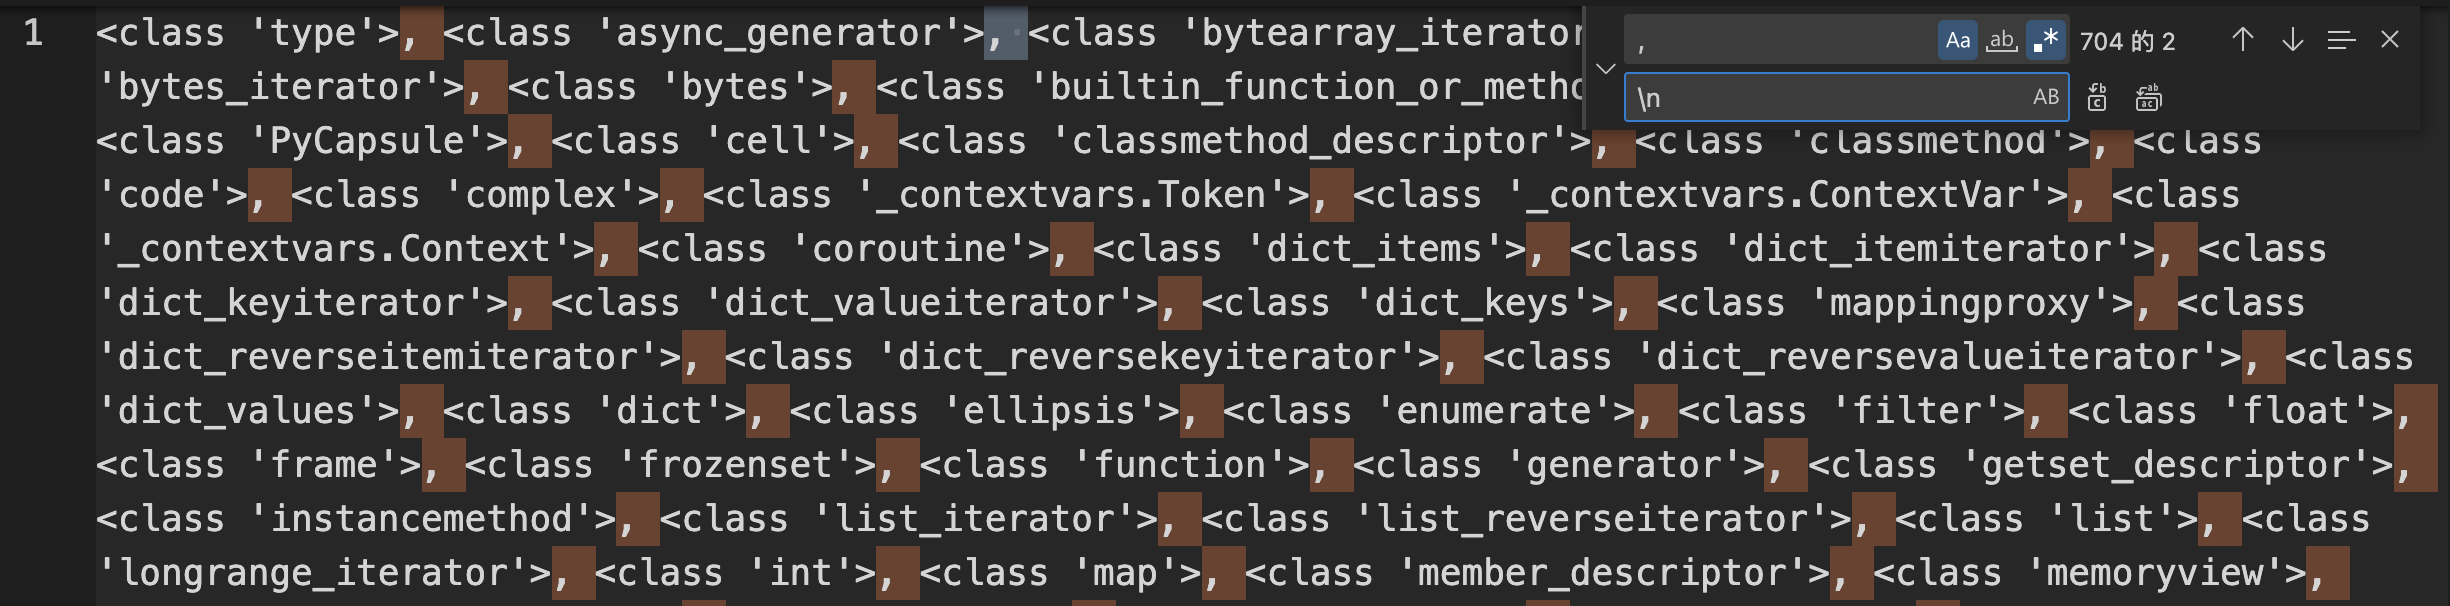 1 <class 'type'>, <class 'async_generator'>, <class 'bytearray_iterator
, Aa ab .* 704 的 2
'bytes_iterator'>, <class 'bytes'>, <class 'builtin_function_or_metho
\n AB
<class 'PyCapsule'>, <class 'cell'>, <class 'classmethod_descriptor'>, <class 'classmethod'>, <class
'code'>, <class 'complex'>, <class '_contextvars.Token'>, <class '_contextvars.ContextVar'>, <class
'_contextvars.Context'>, <class 'coroutine'>, <class 'dict_items'>, <class 'dict_itemiterator'>, <class
'dict_keyiterator'>, <class 'dict_valueiterator'>, <class 'dict_keys'>, <class 'mappingproxy'>, <class
'dict_reverseitemiterator'>, <class 'dict_reversekeyiterator'>, <class 'dict_reversevalueiterator'>, <class
'dict_values'>, <class 'dict'>, <class 'ellipsis'>, <class 'enumerate'>, <class 'filter'>, <class 'float'>,
<class 'frame'>, <class 'frozenset'>, <class 'function'>, <class 'generator'>, <class 'getset_descriptor'>,
<class 'instancemethod'>, <class 'list_iterator'>, <class 'list_reverseiterator'>, <class 'list'>, <class
'longrange_iterator'>, <class 'int'>, <class 'map'>, <class 'member_descriptor'>, <class 'memoryview'>,